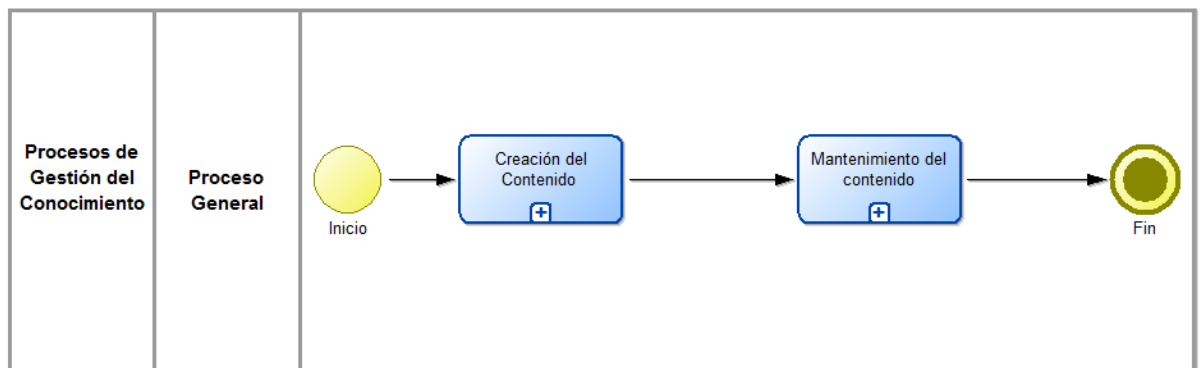 Procesos de
Gestión del
Conocimiento
Proceso
General
Inicio
Creación del
Contenido
Mantenimiento del
contenido
Fin